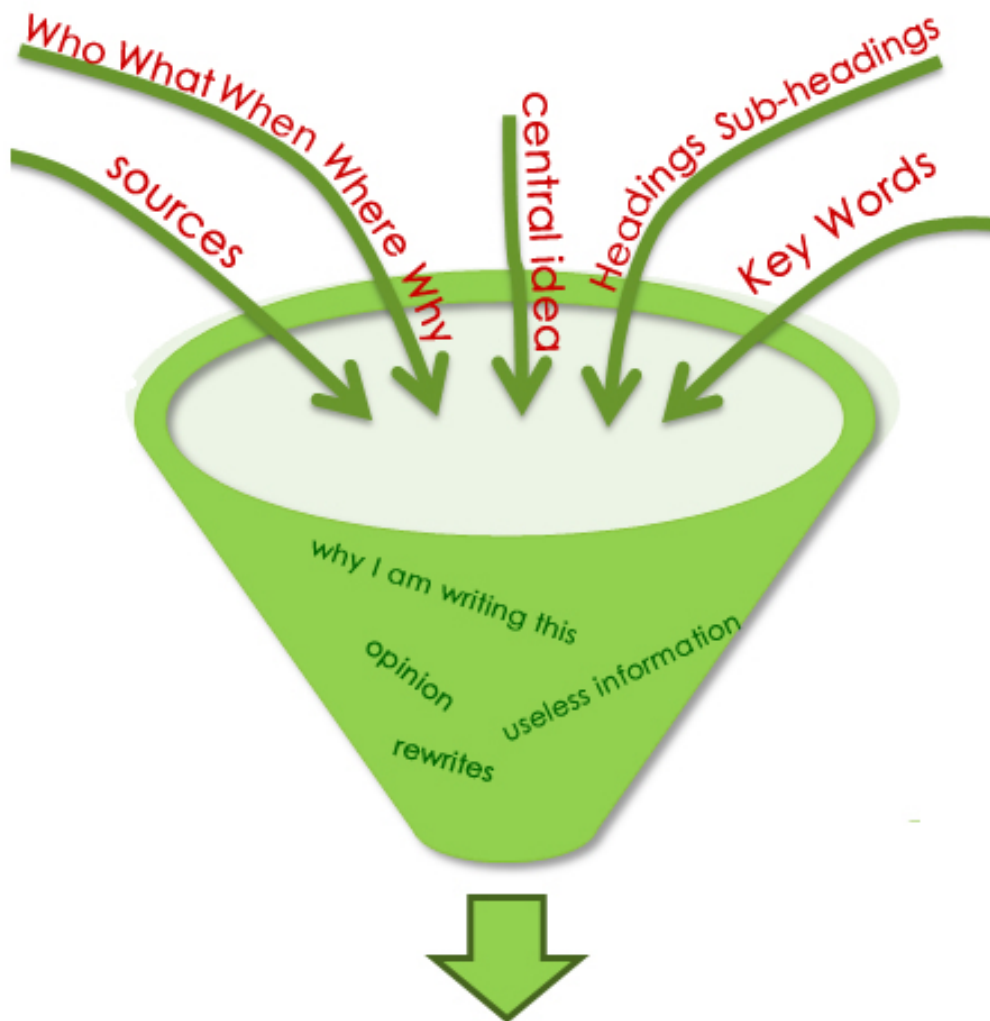 Who What When Where Why
sources
central idea
Headings Sub-headings
Key Words
why I am writing this
opinion
useless information
rewrites